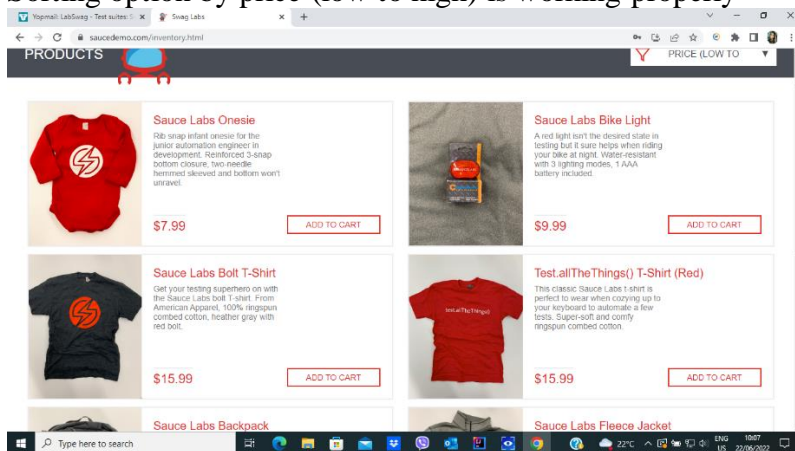 Sorting option by price (low to high) is working properly
Yopmail: LabSwag - Test suites: S
Swag Labs
saucedemo.com/inventory.html
PRODUCTS
PRICE (LOW TO
Sauce Labs Onesie
Rib snap infant onesie for the
junior automation engineer in
development. Reinforced 3-snap
bottom closure, two-needle
hemmed sleeved and bottom won't
unravel.
$7.99
ADD TO CART
Sauce Labs Bike Light
A red light isn't the desired state in
testing but it sure helps when riding
your bike at night. Water-resistant
with 3 lighting modes, 1 AAA
battery included.
$9.99
ADD TO CART
Sauce Labs Bolt T-Shirt
Get your testing superhero on with
the Sauce Labs bolt T-shirt. From
American Apparel, 100% ringspun
combed cotton, heather gray with
red bolt.
$15.99
ADD TO CART
test.allTheThings()
Test.allTheThings() T-Shirt (Red)
This classic Sauce Labs t-shirt is
perfect to wear when cozying up to
your keyboard to automate a few
tests. Super-soft and comfy
ringspun combed cotton.
$15.99
ADD TO CART
Sauce Labs Backpack
Sauce Labs Fleece Jacket
Type here to search
22°C
ENG
US
10:07
22/06/2022